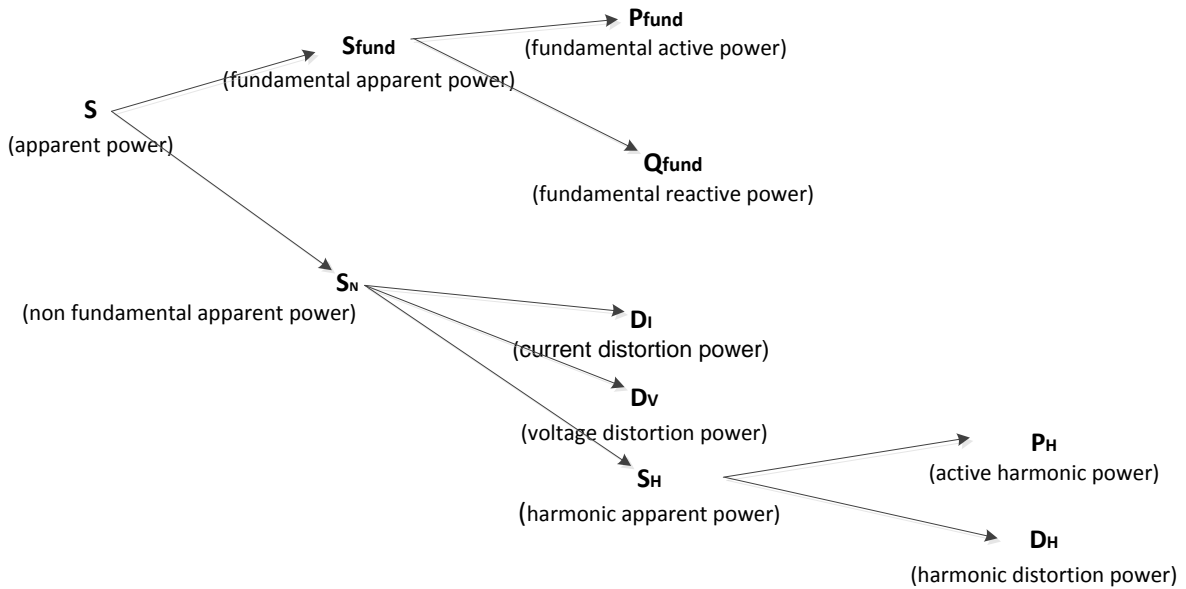 Pfund
(fundamental active power)
Sfund
(fundamental apparent power)
S
(apparent power)
Qfund
(fundamental reactive power)
SN
(non fundamental apparent power)
DI
(current distortion power)
DV
(voltage distortion power)
SH
(harmonic apparent power)
PH
(active harmonic power)
DH
(harmonic distortion power)